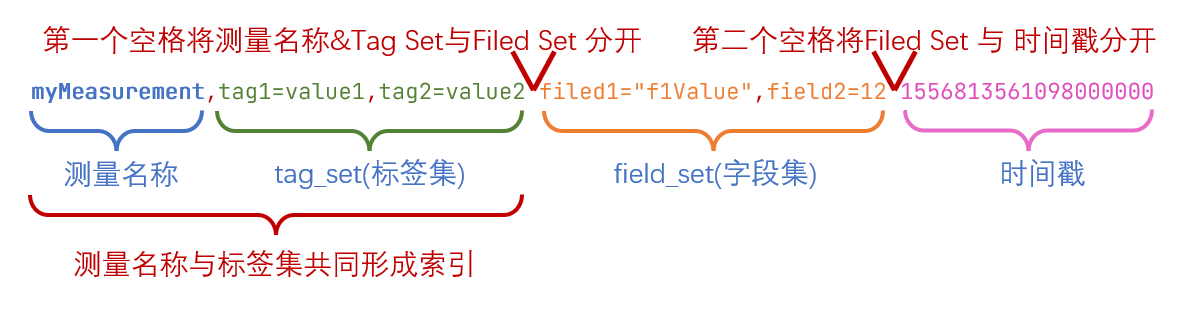 第一个空格将测量名称&Tag Set与Filed Set 分开 第二个空格将Filed Set 与 时间戳分开
myMeasurement,tag1=value1,tag2=value2 filed1="f1Value",field2=12 1556813561098000000
测量名称 tag_set(标签集) field_set(字段集) 时间戳
测量名称与标签集共同形成索引